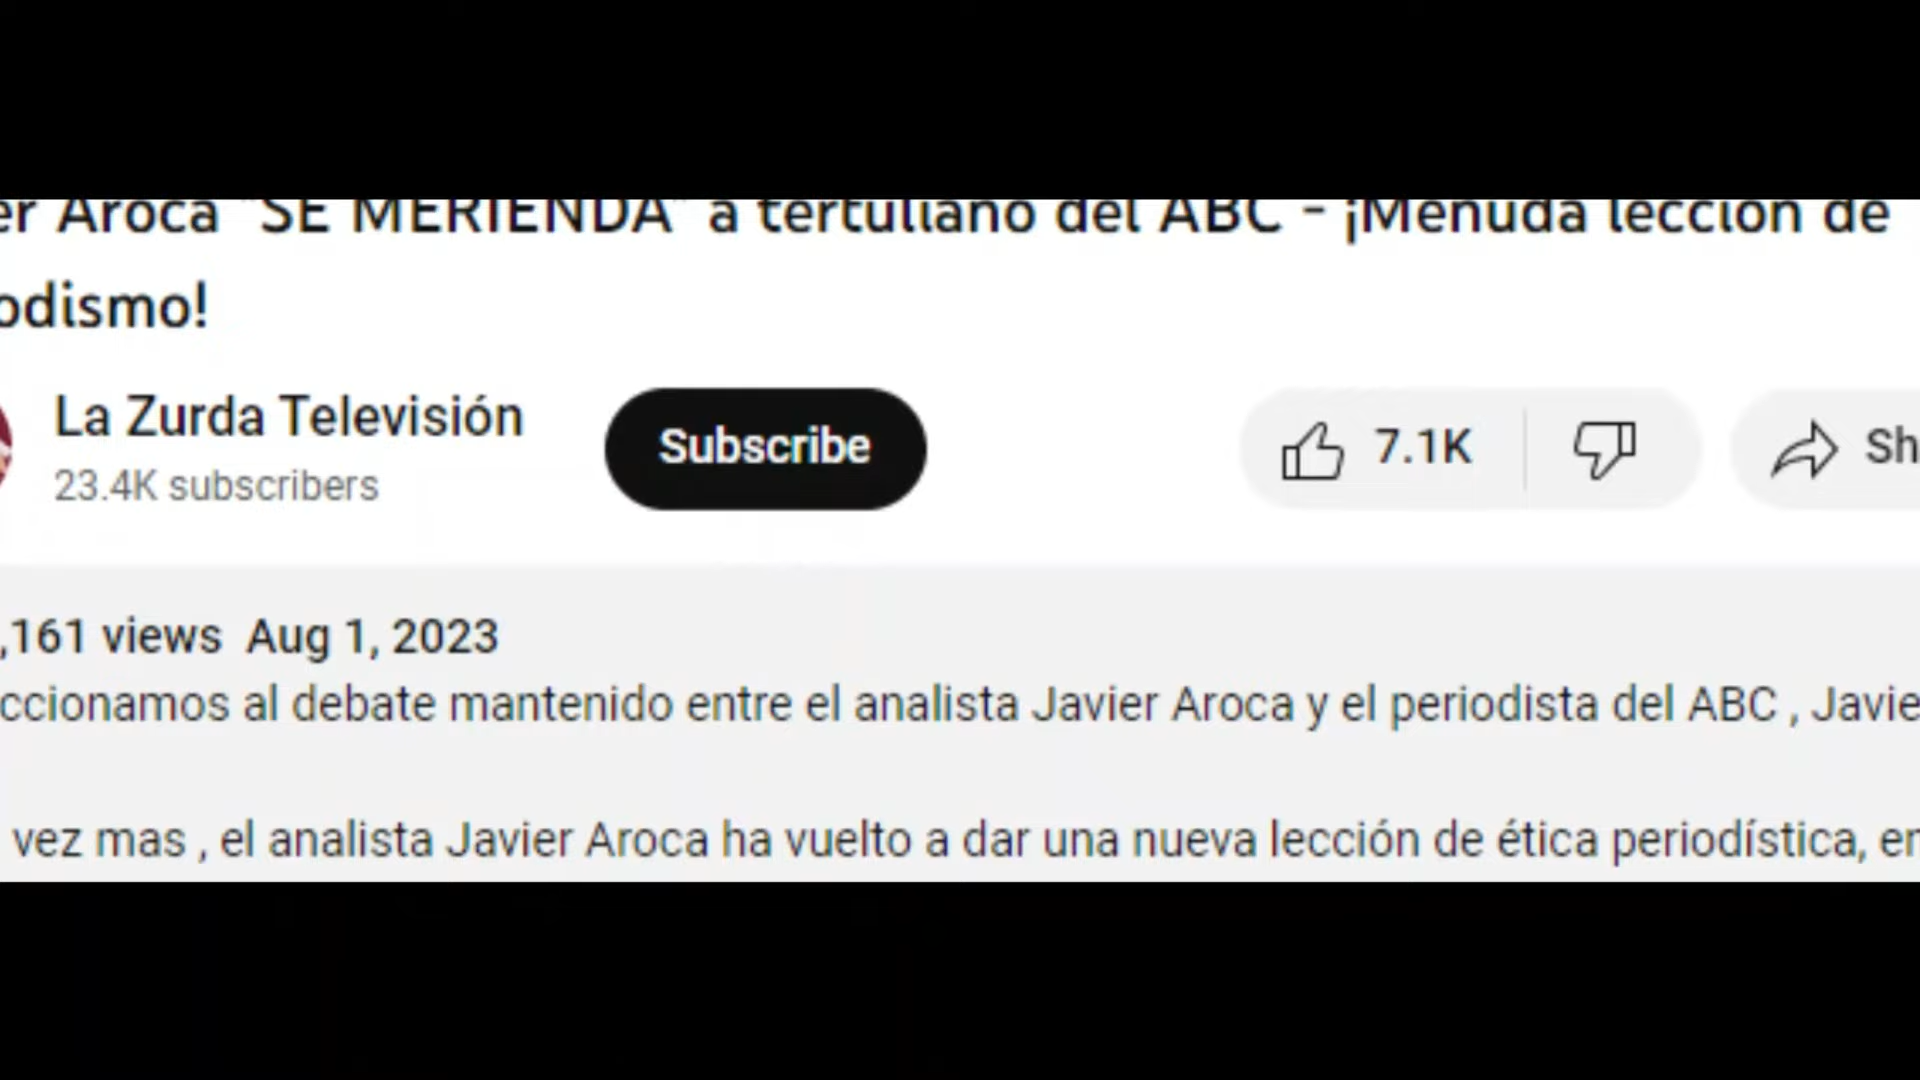 er Aroca "SE MERIENDA" a tertuliano del ABC - ¡Menuda lección de
odismo!
La Zurda Televisión
Subscribe
7.1K
Sh
23.4K subscribers
,161 views Aug 1, 2023
ccionamos al debate mantenido entre el analista Javier Aroca y el periodista del ABC , Javie
vez mas , el analista Javier Aroca ha vuelto a dar una nueva lección de ética periodística, en